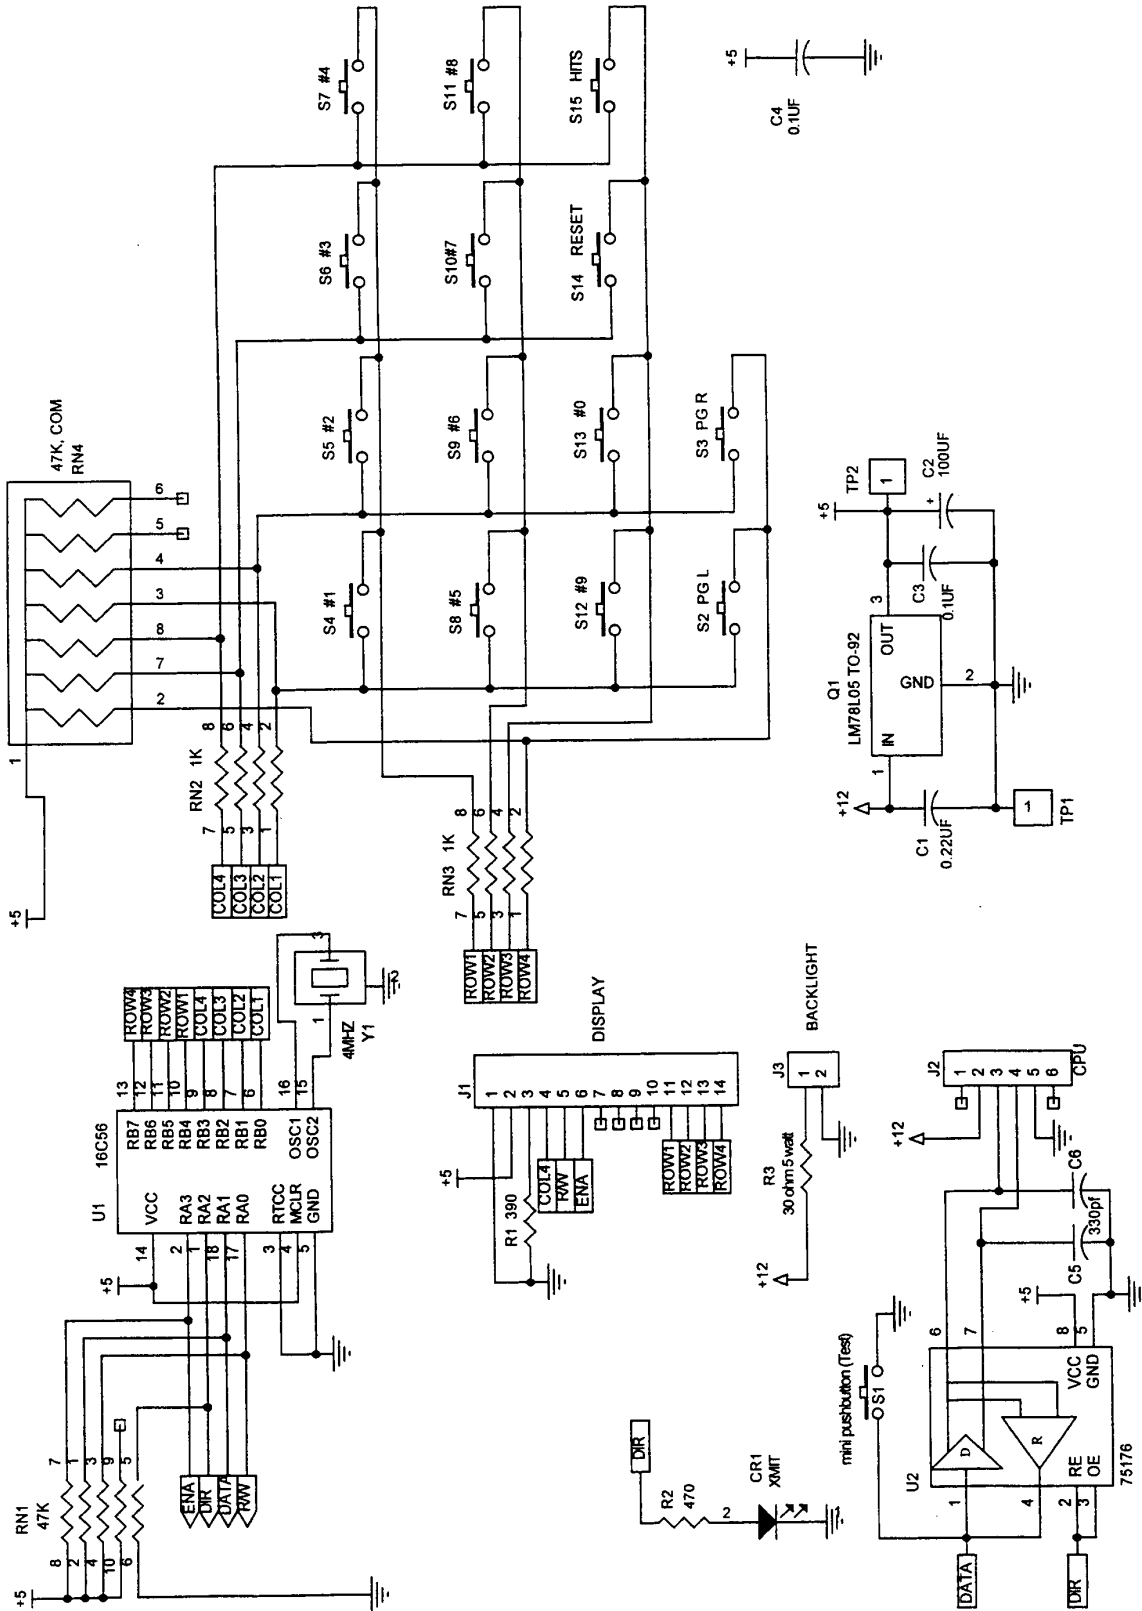 +5
1
47K, COM
RN4
2
7
8
3
4
5
6
RN2 1K
7
5
3
1
8
6
4
2
COL4
COL3
COL2
COL1
S7 #4
S6 #3
S5 #2
S4 #1
S11 #8
S10#7
S9 #6
S8 #5
S15 HITS
S14 RESET
S13 #0
S12 #9
S3 PG R
S2 PG L
RN3 1K
7
5
3
1
8
6
4
2
ROW1
ROW2
ROW3
ROW4
+5
C4
0.1UF
RN1
47K
+5
8
2
4
10
6
7
1
3
9
5
ENA
DIR
DATA
R/W
+5
U1
16C56
14
VCC
2
RA3
1
RA2
18
RA1
17
RA0
3
RTCC
4
MCLR
5
GND
RB7
13
RB6
12
RB5
11
RB4
10
RB3
9
RB2
8
RB1
7
RB0
6
OSC1
16
OSC2
15
ROW4
ROW3
ROW2
ROW1
COL4
COL3
COL2
COL1
1
3
2
4MHZ
Y1
J1
DISPLAY
1
2
3
4
5
6
7
8
9
10
11
12
13
14
+5
R1 390
COL4
R/W
ENA
ROW1
ROW2
ROW3
ROW4
BACKLIGHT
J3
1
2
R3
30 ohm 5 watt
+12
DIR
R2
470
2
CR1
XMIT
1
mini pushbutton (Test)
S1
U2
75176
D
R
1
4
2
3
RE
OE
6
7
8
5
VCC
GND
DATA
DIR
+5
C5
330pf
C6
+12
J2
CPU
1
2
3
4
5
6
Q1
LM78L05 TO-92
+12
1
IN
OUT
3
GND
2
C1
0.22UF
1
TP1
C3
0.1UF
+5
1
TP2
+
C2
100UF